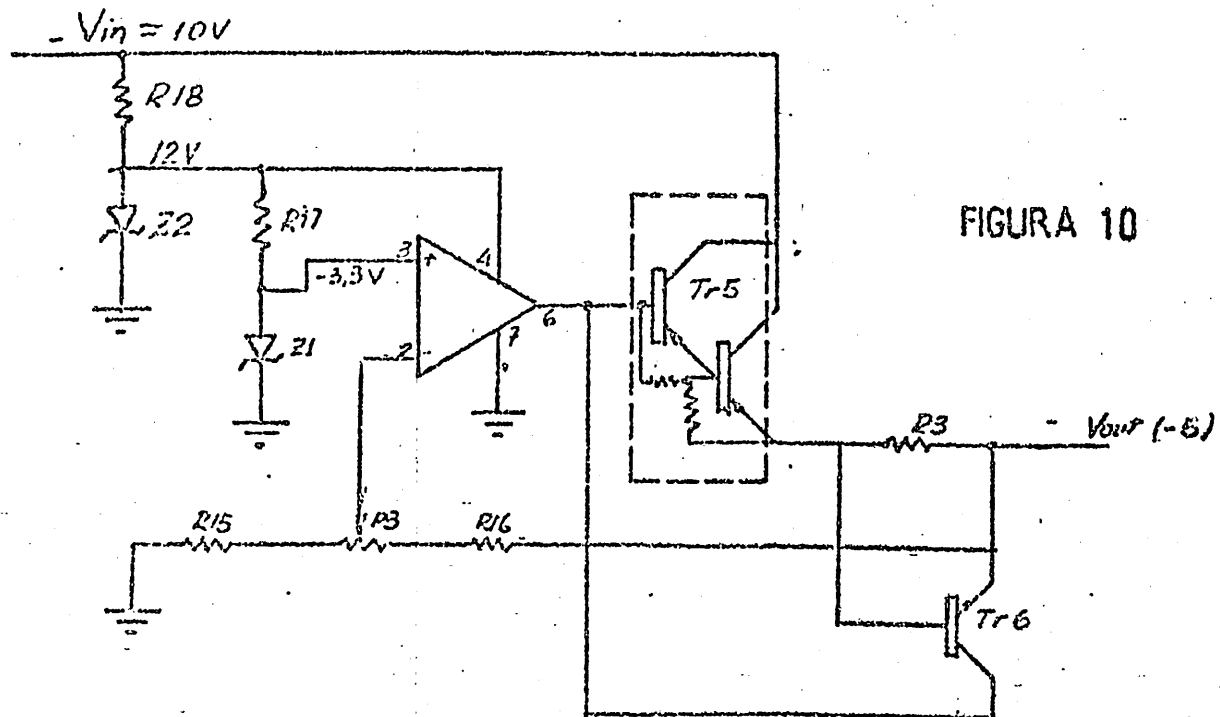 - Vin = 10V
R18
12V
Z2
R17
FIGURA 10
3
+
4
-3,3V
Tr5
6
7
2
-
Z1
R3
- Vout (-5)
R15
P3
R16
Tr6